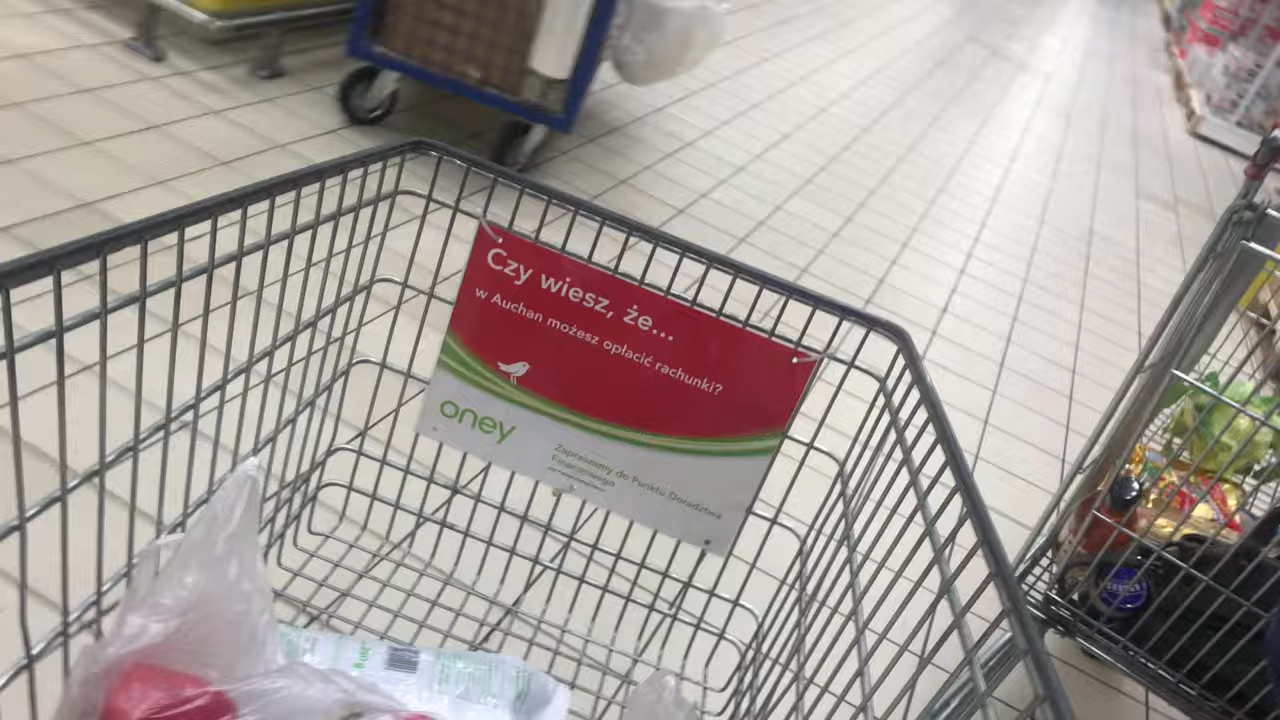 Czy wiesz, że...
w Auchan możesz opłacić rachunki?
oney
Zapraszamy do Punktu Doradztwa
Finansowego